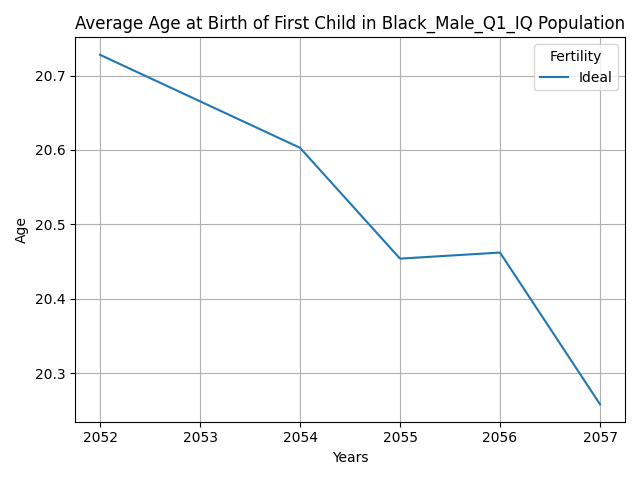 Average Age at Birth of First Child in Black_Male_Q1_IQ Population
Fertility
Ideal
20.7
20.6
20.5
20.4
20.3
Age
2052 2053 2054 2055 2056 2057
Years